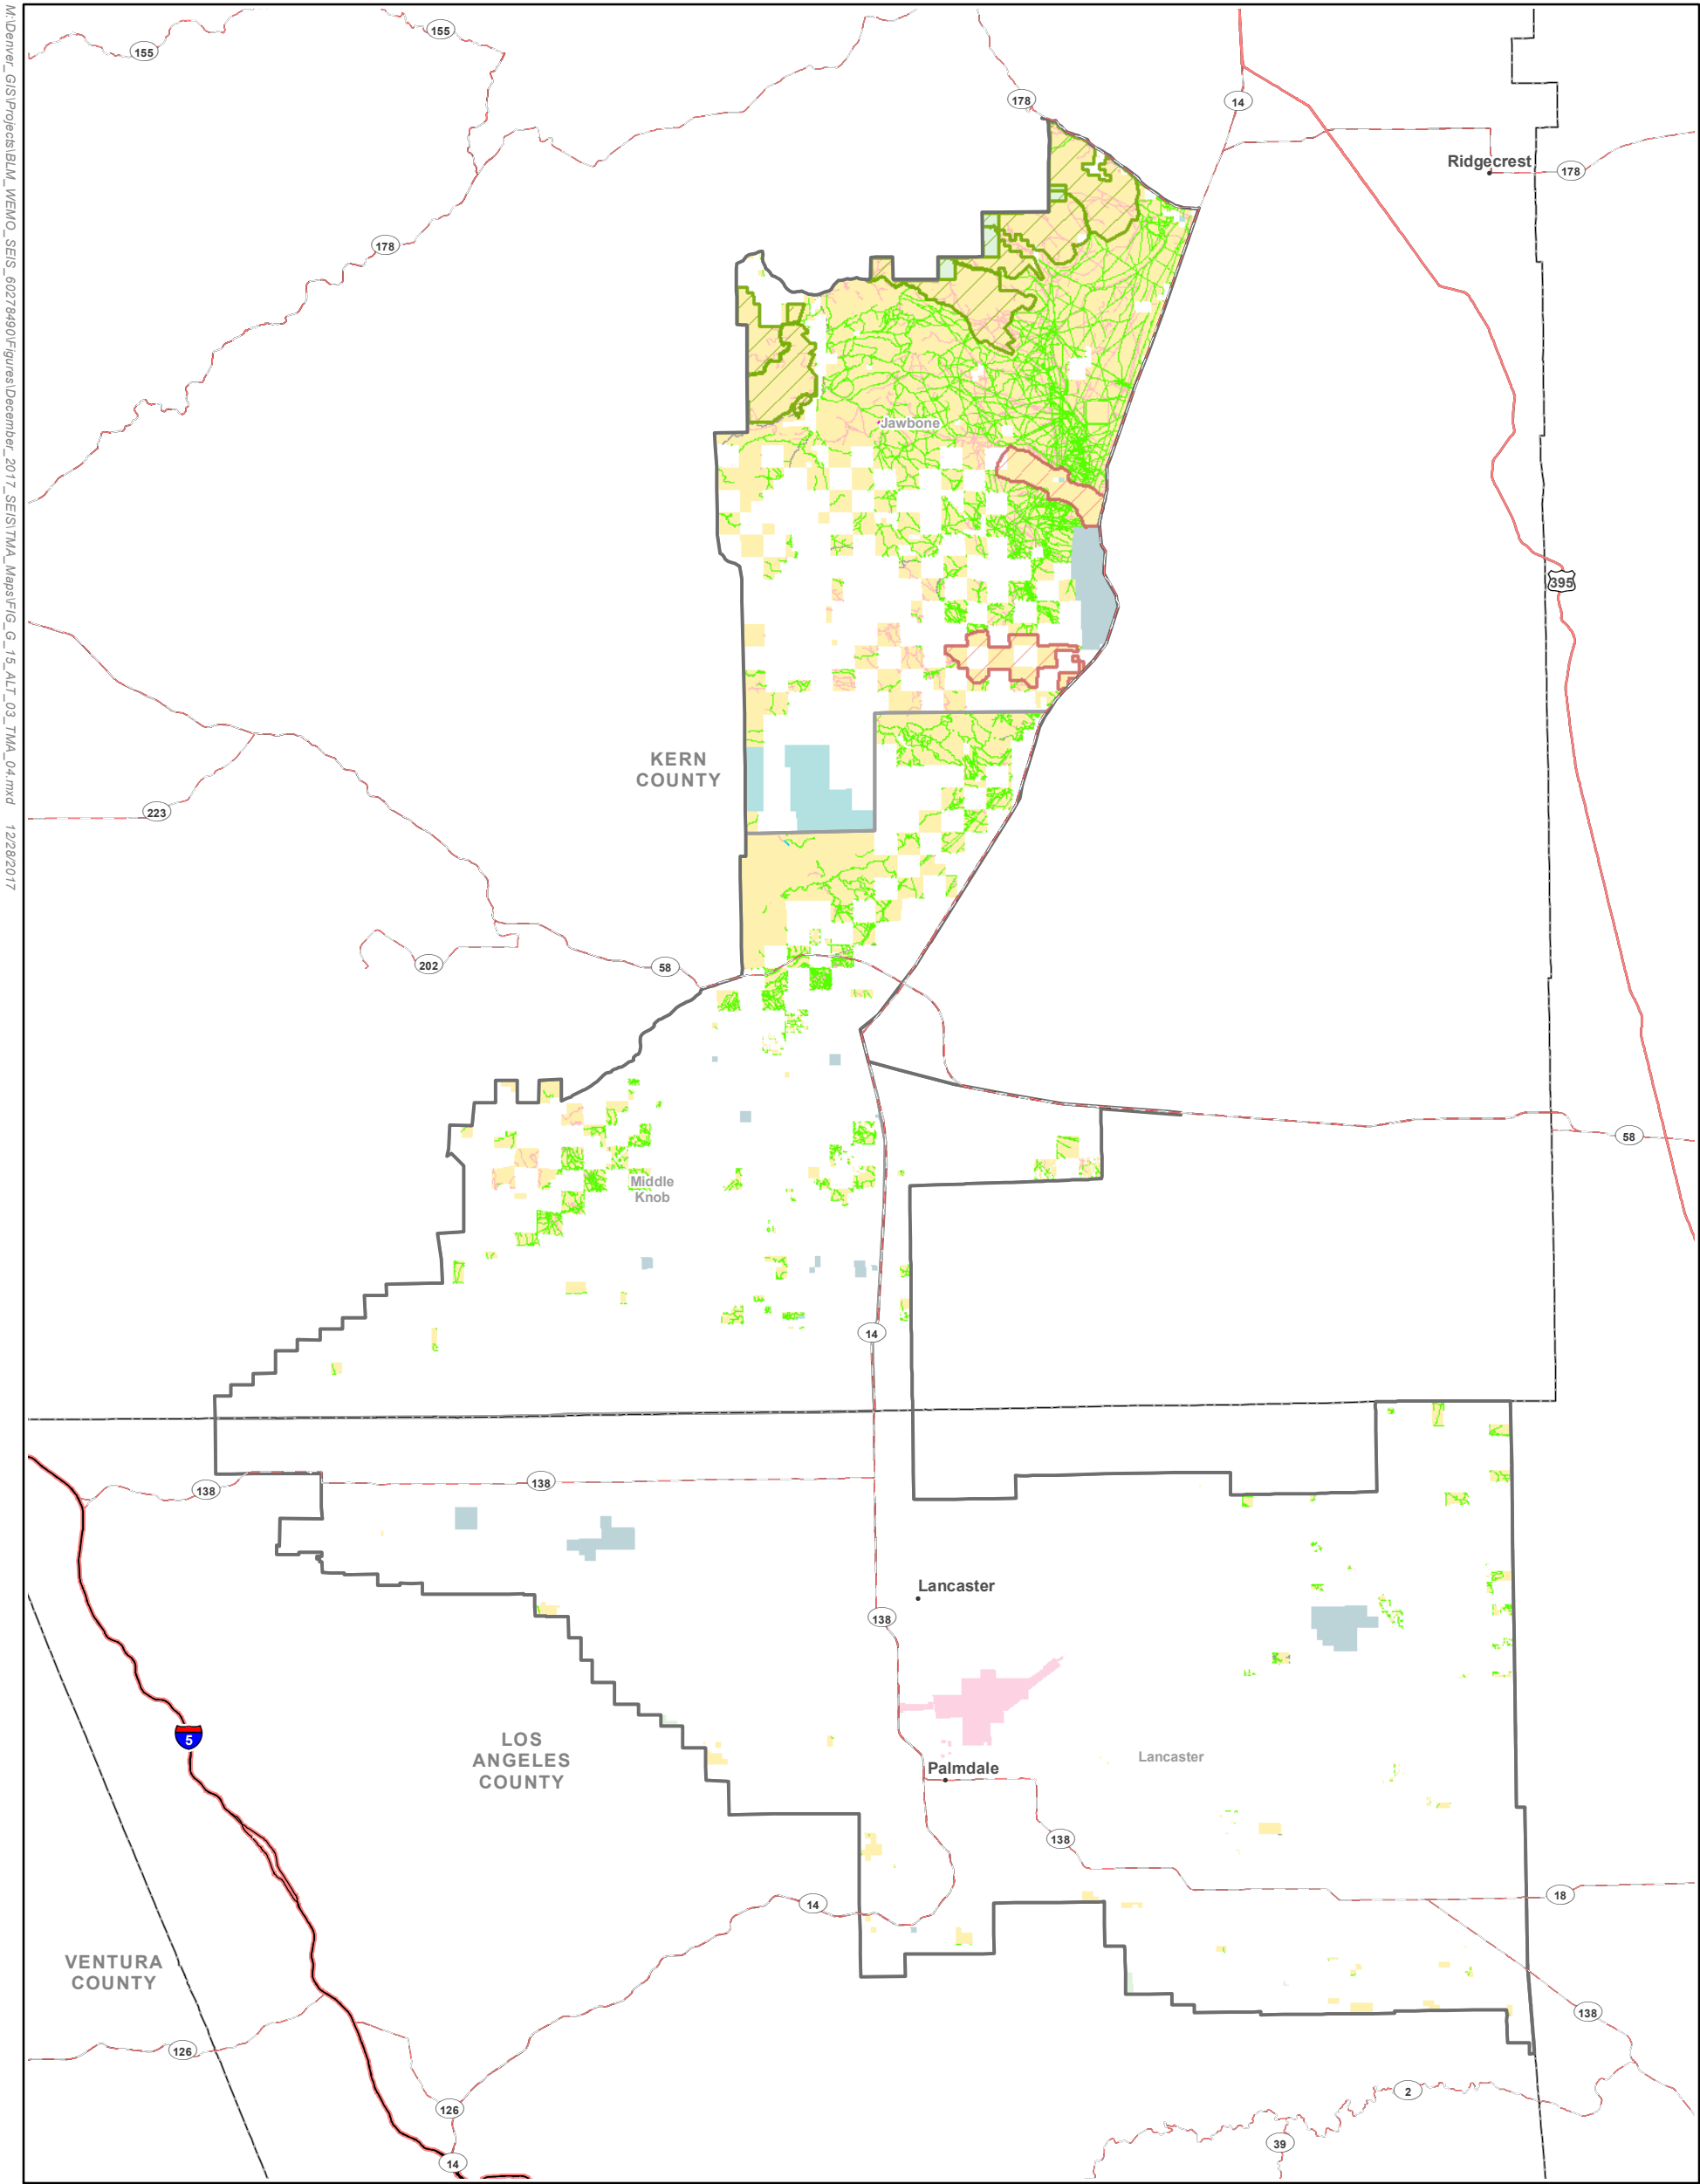 M:\Denver_GIS\Projects\BLM_WEMO_SEIS_60278490\Figures\December_2017_SEIS\TMA_Maps\FIG_G_15_ALT_03_TMA_04.mxd 12/28/2017
155
155
178
14
Ridgecrest
178
178
Jawbone
395
KERN
COUNTY
223
202
58
58
Middle
Knob
14
138
138
Lancaster
138
5
LOS
ANGELES
COUNTY
Lancaster
Palmdale
138
14
18
VENTURA
COUNTY
138
126
2
126
39
14